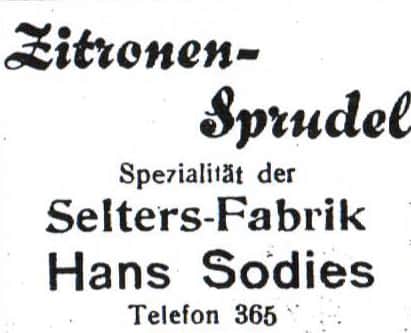 Zitronen-
Sprudel
Spezialität der
Selters-Fabrik
Hans Sodies
Telefon 365